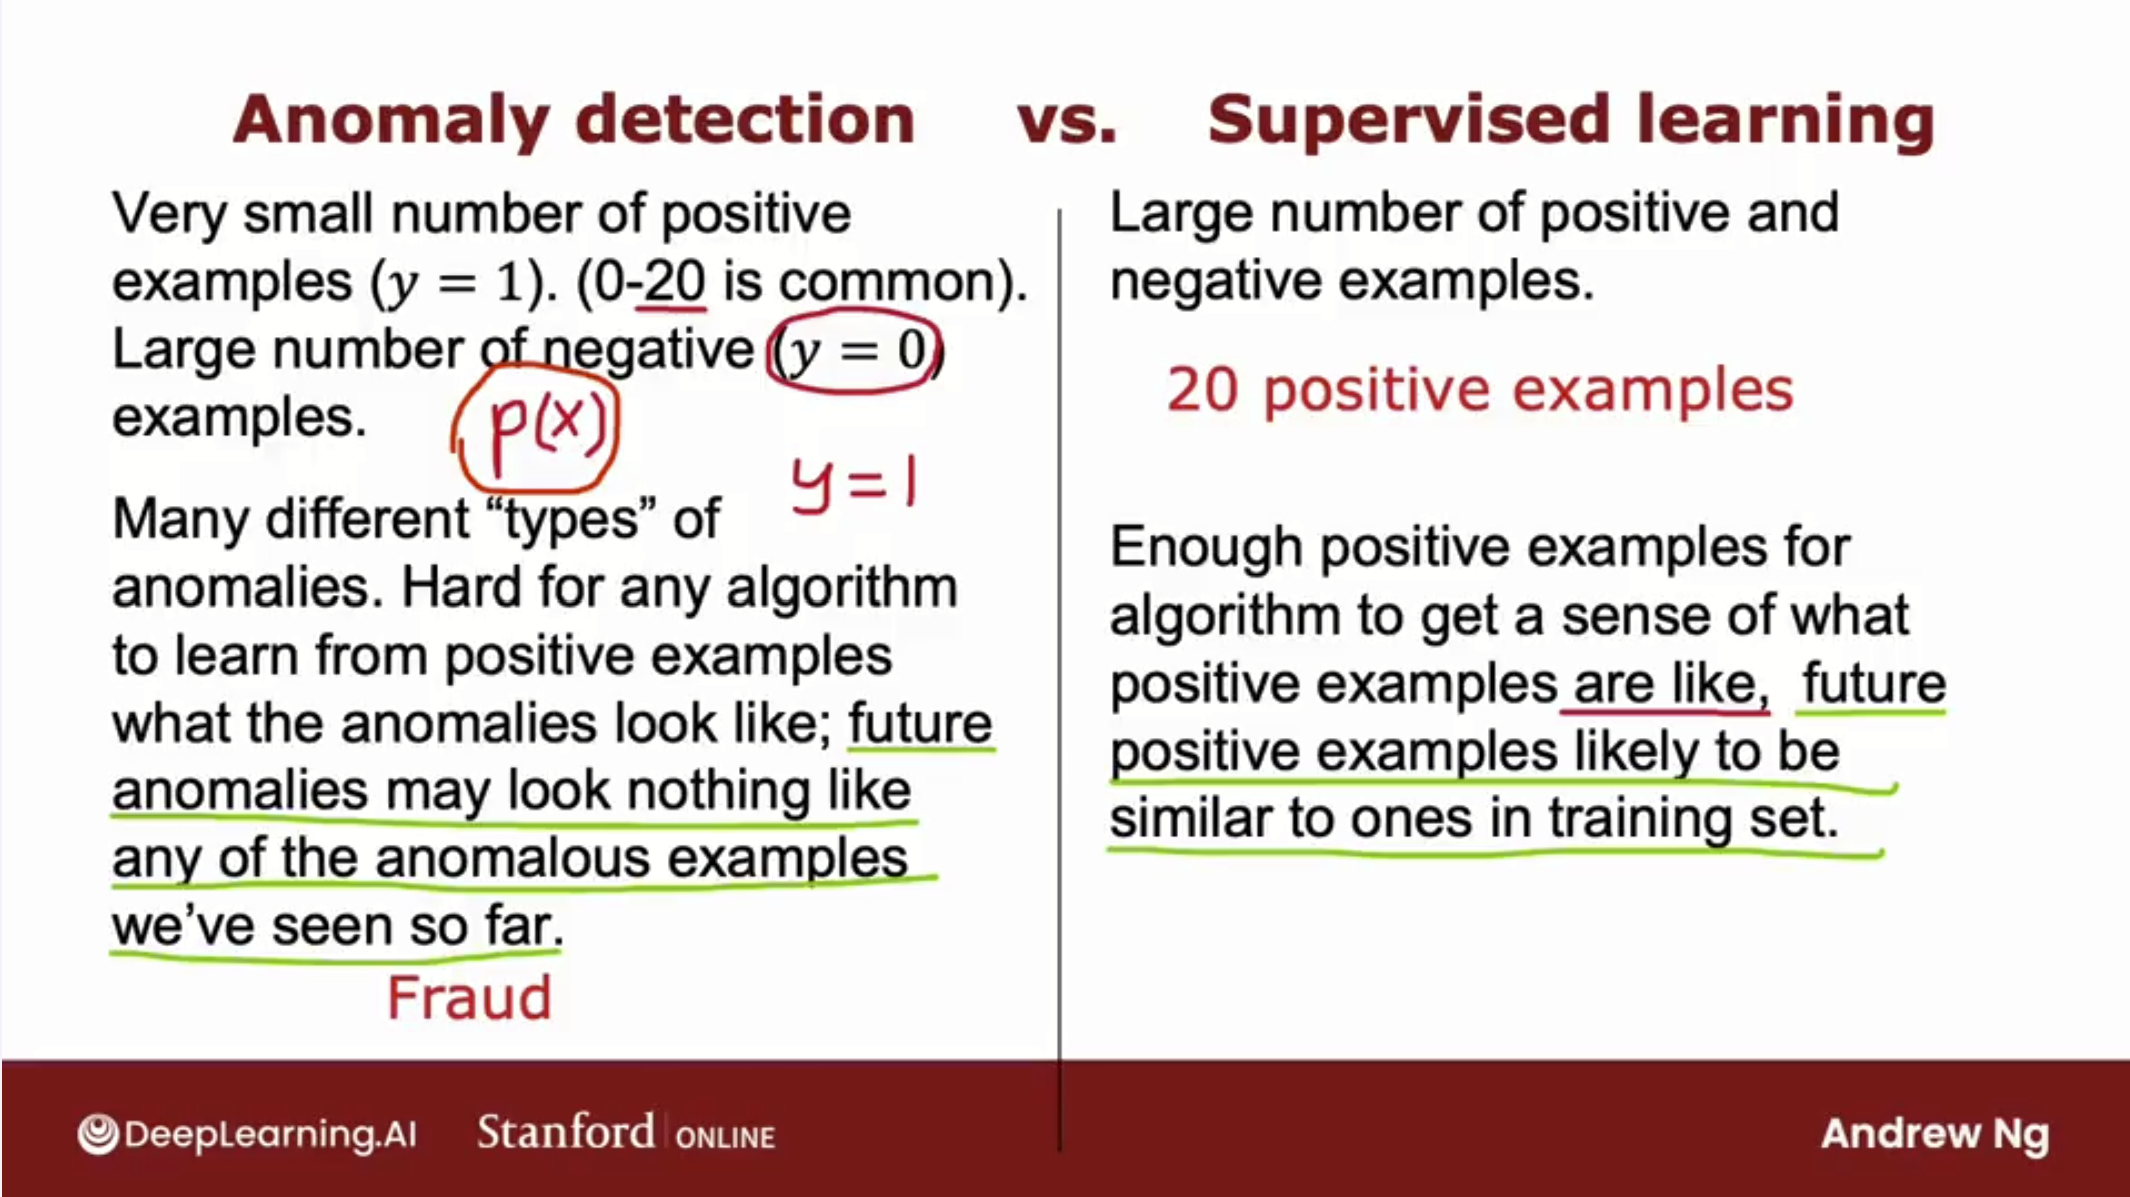 Anomaly detection vs. Supervised learning
Very small number of positive
examples (y = 1). (0-20 is common).
Large number of negative (y = 0)
examples.
p(x)
y=1
Many different “types” of
anomalies. Hard for any algorithm
to learn from positive examples
what the anomalies look like; future
anomalies may look nothing like
any of the anomalous examples
we’ve seen so far.
Fraud
Large number of positive and
negative examples.
20 positive examples
Enough positive examples for
algorithm to get a sense of what
positive examples are like, future
positive examples likely to be
similar to ones in training set.
DeepLearning.AI
Stanford ONLINE
Andrew Ng